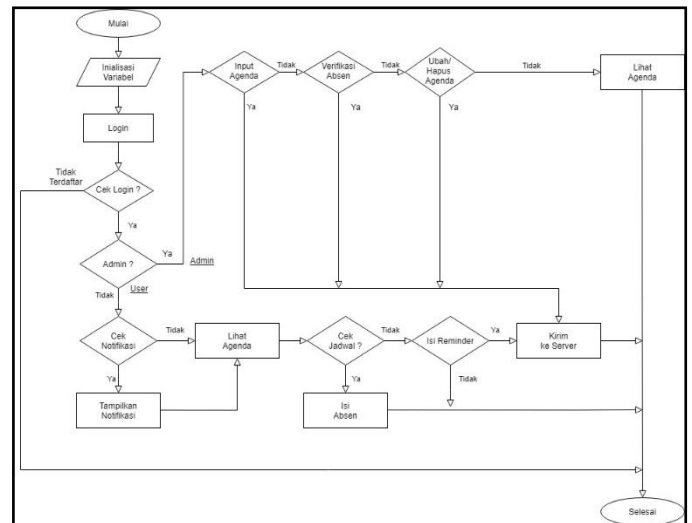 Mulai
Inialisasi
Variabel
Login
Tidak
Terdaftar
Cek Login ?
Ya
Admin ?
Ya
Admin
Tidak
User
Input
Agenda
Tidak
Ya
Verifikasi
Absen
Tidak
Ya
Ubah/
Hapus
Agenda
Tidak
Ya
Lihat
Agenda
Cek
Notifikasi
Tidak
Ya
Tampilkan
Notifikasi
Lihat
Agenda
Cek
Jadwal ?
Tidak
Ya
Isi
Absen
Isi Reminder
Ya
Tidak
Kirim
ke Server
Selesai